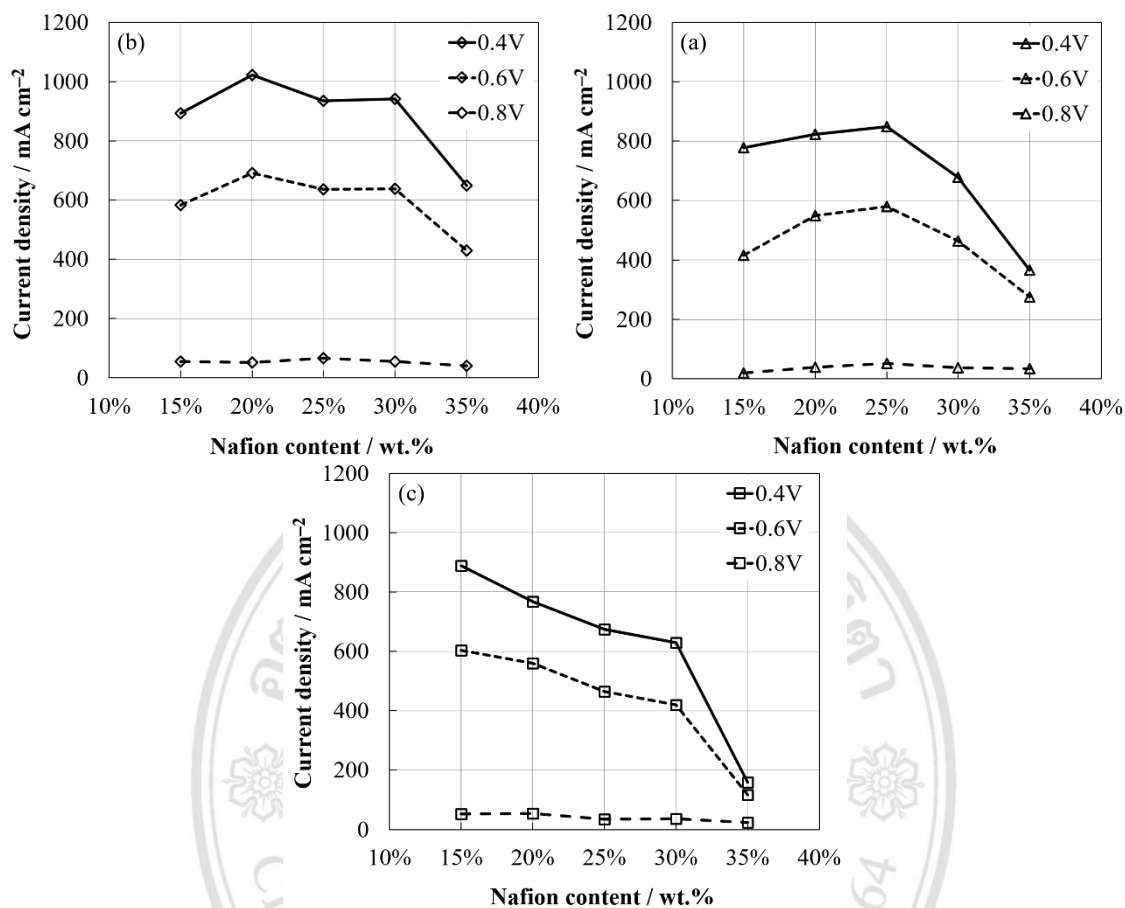 (b)
0.4V
0.6V
0.8V
1200
1000
800
600
400
200
0
Current density / mA cm⁻²
10% 15% 20% 25% 30% 35% 40%
Nafion content / wt.%
(a)
0.4V
0.6V
0.8V
1200
1000
800
600
400
200
0
Current density / mA cm⁻²
10% 15% 20% 25% 30% 35% 40%
Nafion content / wt.%
(c)
0.4V
0.6V
0.8V
1200
1000
800
600
400
200
0
Current density / mA cm⁻²
10% 15% 20% 25% 30% 35% 40%
Nafion content / wt.%
64